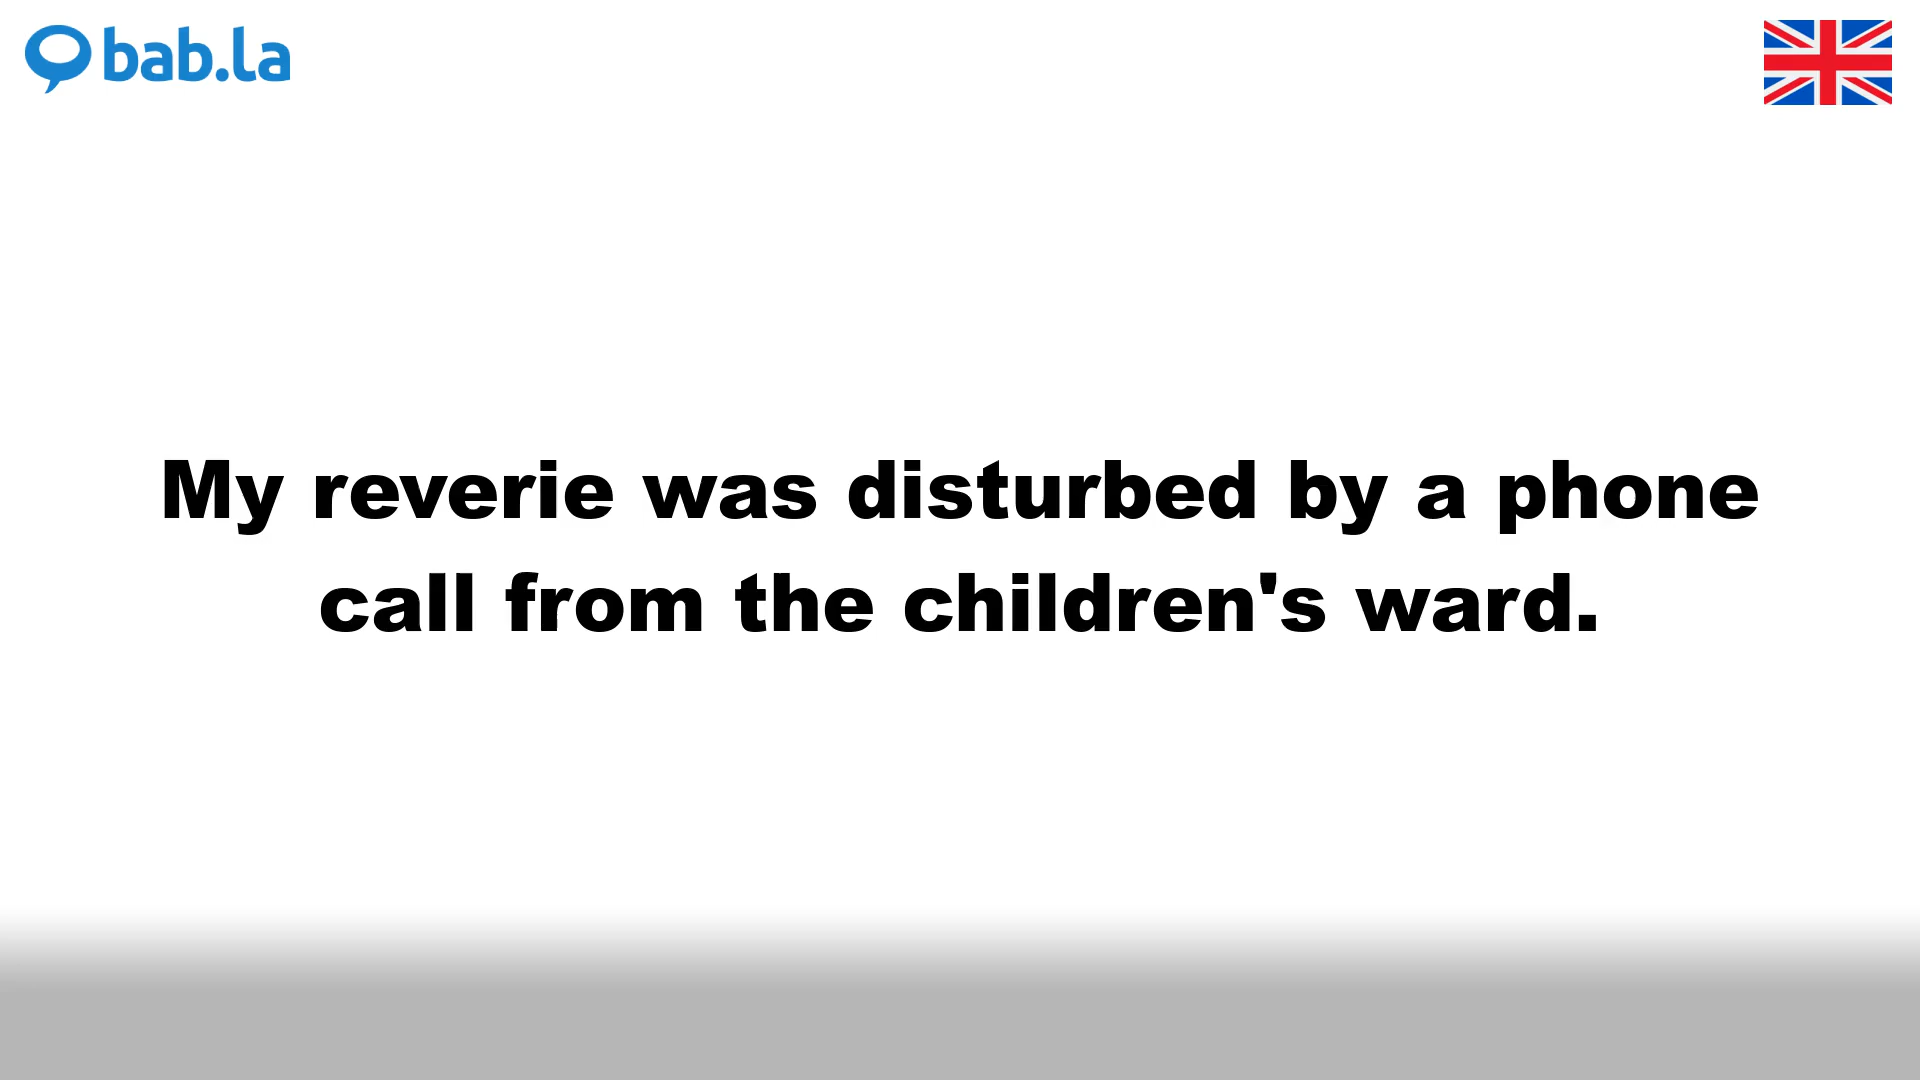 bab.la
My reverie was disturbed by a phone
call from the children's ward.